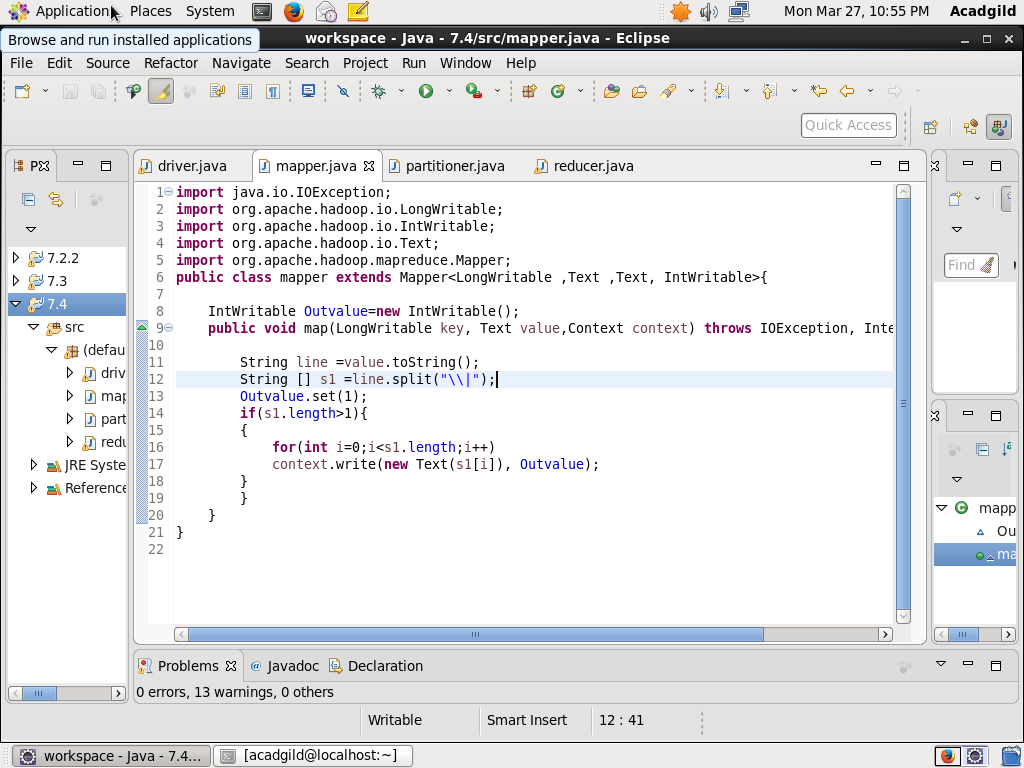 Applications Places System Mon Mar 27, 10:55 PM Acadgild
Browse and run installed applications
workspace - Java - 7.4/src/mapper.java - Eclipse
File Edit Source Refactor Navigate Search Project Run Window Help
Quick Access
P driver.java mapper.java partitioner.java reducer.java
1 import java.io.IOException;
2 import org.apache.hadoop.io.LongWritable;
3 import org.apache.hadoop.io.IntWritable;
4 import org.apache.hadoop.io.Text;
5 import org.apache.hadoop.mapreduce.Mapper;
6 public class mapper extends Mapper<LongWritable ,Text ,Text, IntWritable>{
7
8 IntWritable Outvalue=new IntWritable();
9 public void map(LongWritable key, Text value,Context context) throws IOException, Inte
10
11 String line =value.toString();
12 String [] s1 =line.split("\\|");
13 Outvalue.set(1);
14 if(s1.length>1){
15 {
16 for(int i=0;i<s1.length;i++)
17 context.write(new Text(s1[i]), Outvalue);
18 }
19 }
20 }
21 }
22
7.2.2
7.3
7.4
src
(defau
driv
map
part
redu
JRE Syste
Reference
Find
mapp
Ou
ma
Problems @ Javadoc Declaration
0 errors, 13 warnings, 0 others
Writable Smart Insert 12 : 41
workspace - Java - 7.4... [acadgild@localhost:~]